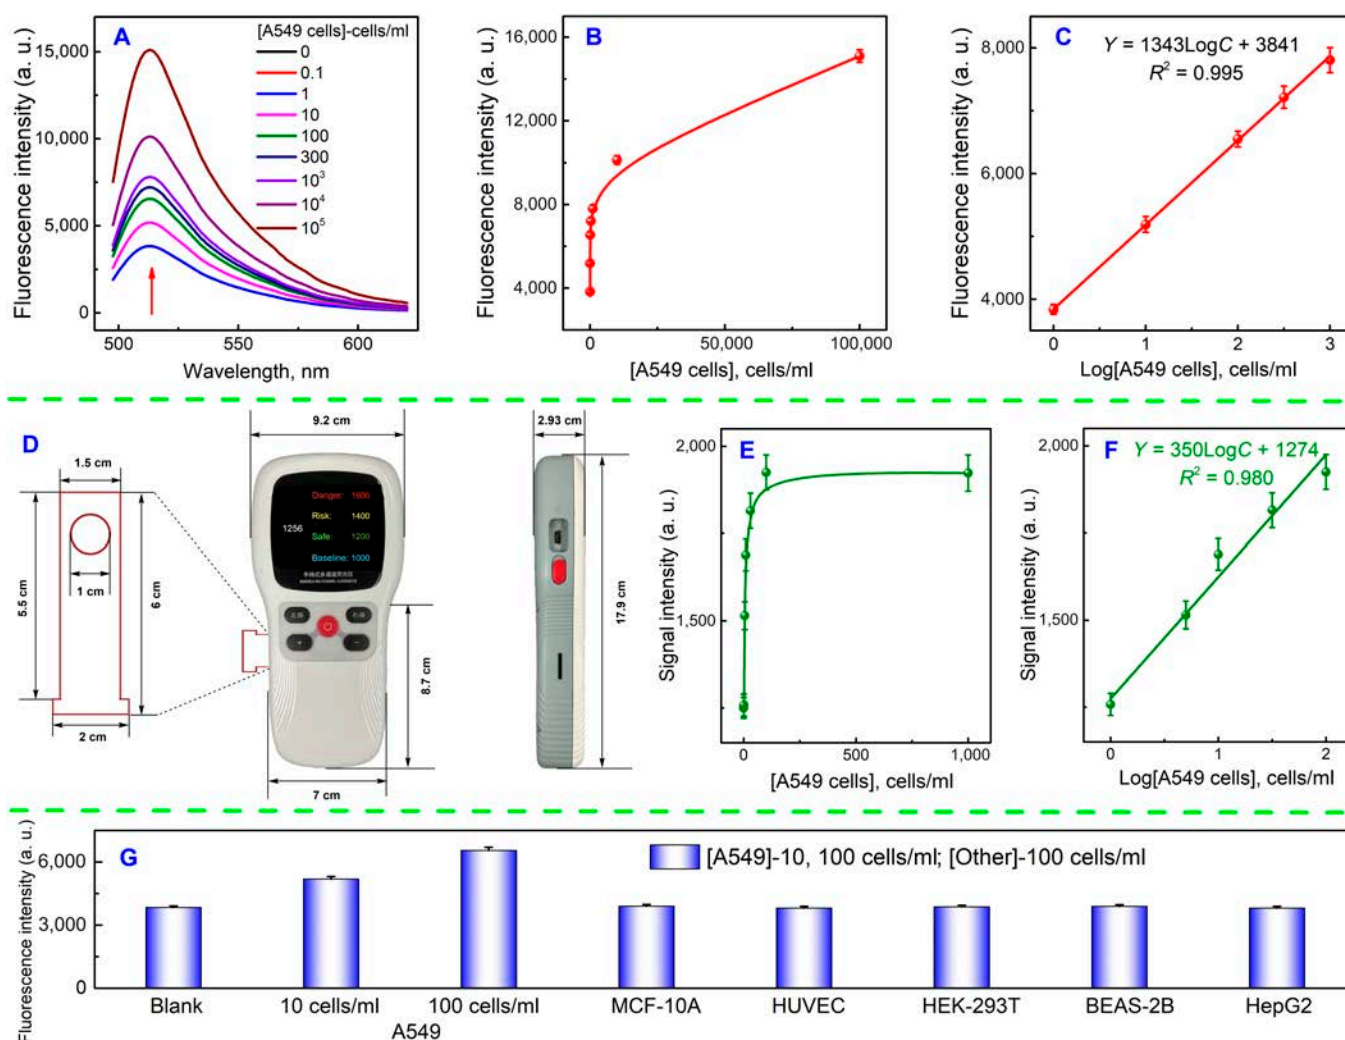 A
[A549 cells]-cells/ml
0
0.1
1
10
100
300
10³
10⁴
10⁵
15,000
10,000
5,000
0
500
550
600
Fluorescence intensity (a. u.)
Wavelength, nm
B
16,000
12,000
8,000
4,000
0
50,000
100,000
Fluorescence intensity (a. u.)
[A549 cells], cells/ml
C
Y = 1343LogC + 3841
R² = 0.995
8,000
6,000
4,000
0
1
2
3
Fluorescence intensity (a. u.)
Log[A549 cells], cells/ml
D
1.5 cm
5.5 cm
1 cm
6 cm
2 cm
9.2 cm
Danger: 1600
Risk: 1400
1256
Safe: 1200
Baseline: 1000
+
−
8.7 cm
7 cm
2.93 cm
17.9 cm
E
2,000
1,500
0
500
1,000
Signal intensity (a. u.)
[A549 cells], cells/ml
F
Y = 350LogC + 1274
R² = 0.980
2,000
1,500
0
1
2
Signal intensity (a. u.)
Log[A549 cells], cells/ml
G
[A549]-10, 100 cells/ml; [Other]-100 cells/ml
6,000
3,000
0
Fluorescence intensity (a. u.)
Blank
10 cells/ml
100 cells/ml
MCF-10A
HUVEC
HEK-293T
BEAS-2B
HepG2
A549